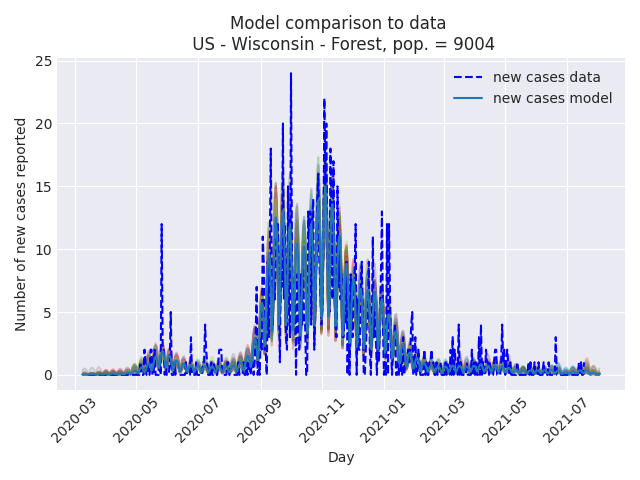 Model comparison to data
US - Wisconsin - Forest, pop. = 9004
25
20
15
10
5
0
Number of new cases reported
new cases data
new cases model
2020-03
2020-05
2020-07
2020-09
2020-11
2021-01
2021-03
2021-05
2021-07
Day